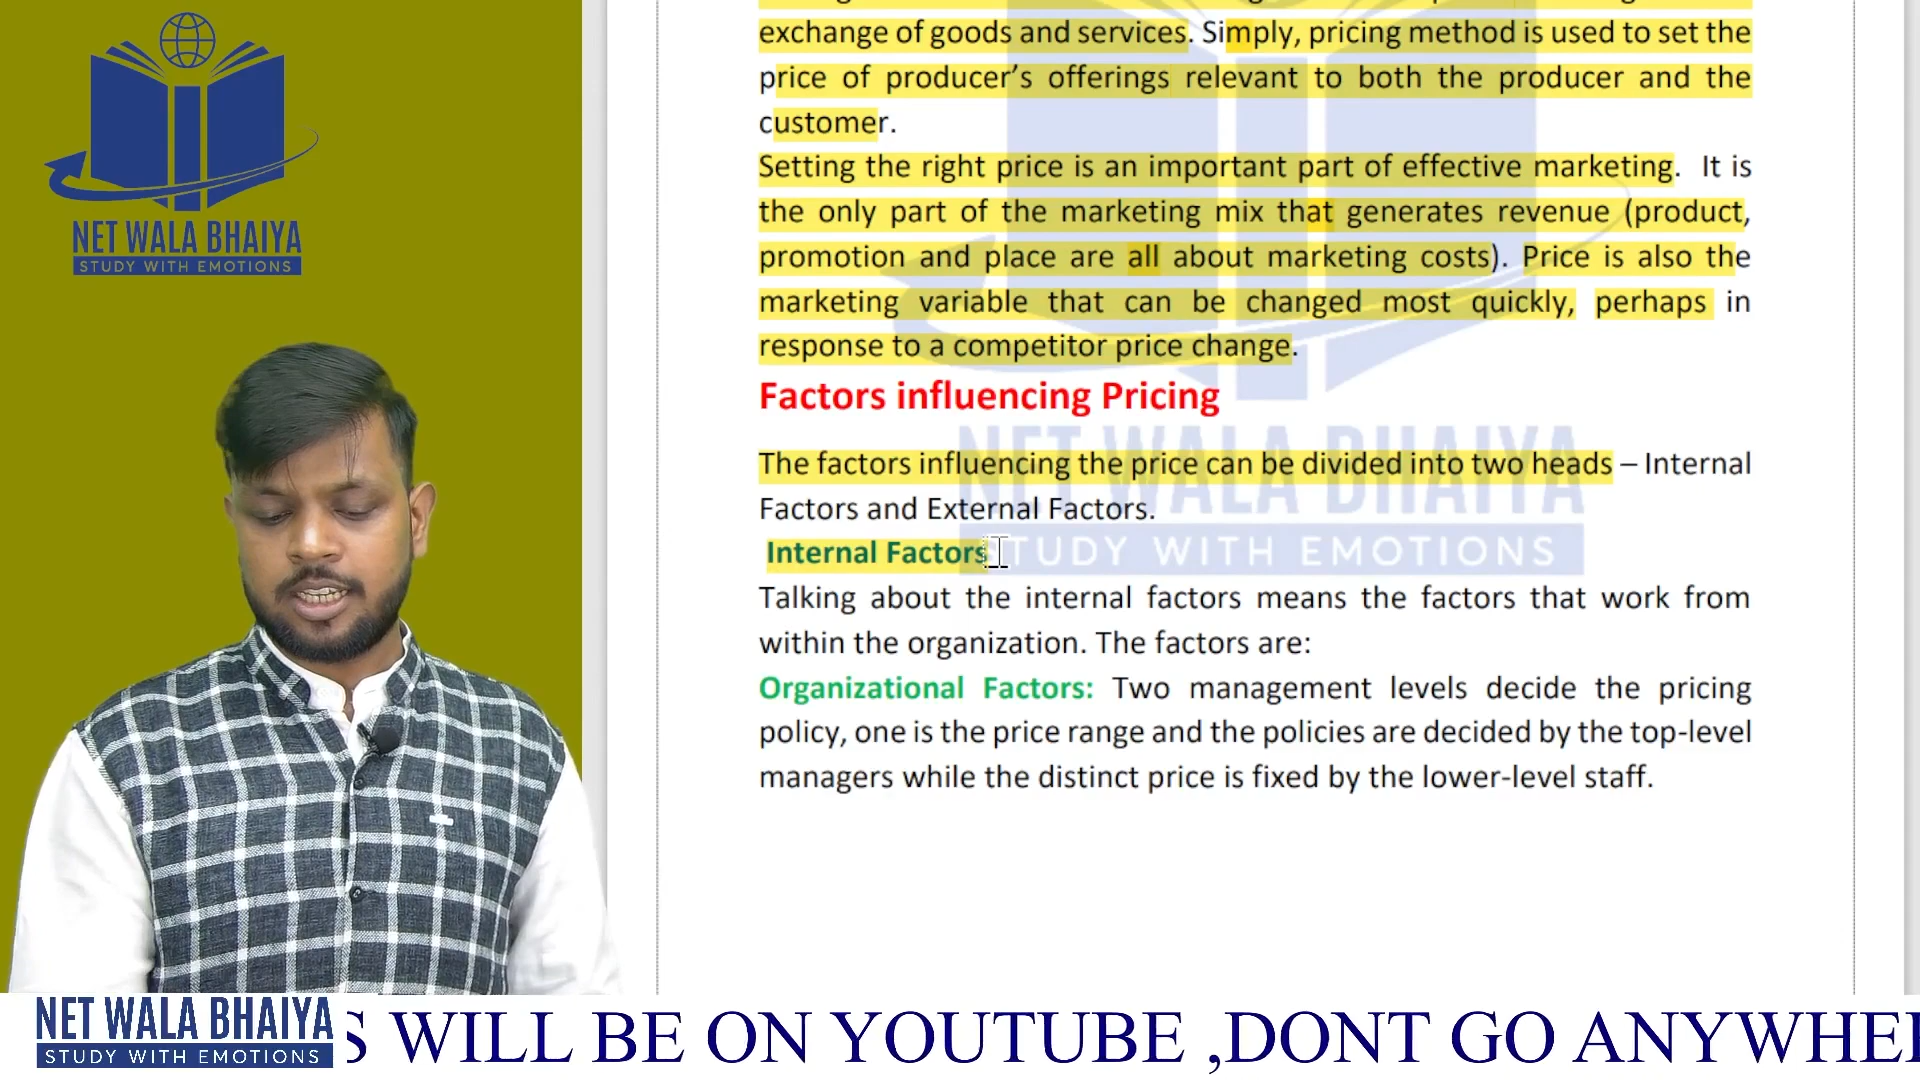 exchange of goods and services. Simply, pricing method is used to set the
price of producer’s offerings relevant to both the producer and the
customer.
Setting the right price is an important part of effective marketing. It is
the only part of the marketing mix that generates revenue (product,
promotion and place are all about marketing costs). Price is also the
marketing variable that can be changed most quickly, perhaps in
response to a competitor price change.
Factors influencing Pricing
The factors influencing the price can be divided into two heads – Internal
Factors and External Factors.
Internal Factors
Talking about the internal factors means the factors that work from
within the organization. The factors are:
Organizational Factors: Two management levels decide the pricing
policy, one is the price range and the policies are decided by the top-level
managers while the distinct price is fixed by the lower-level staff.
NET WALA BHAIYA
STUDY WITH EMOTIONS
NET WALA BHAIYA
STUDY WITH EMOTIONS
NET WALA BHAIYA
STUDY WITH EMOTIONS
S WILL BE ON YOUTUBE ,DONT GO ANYWHE